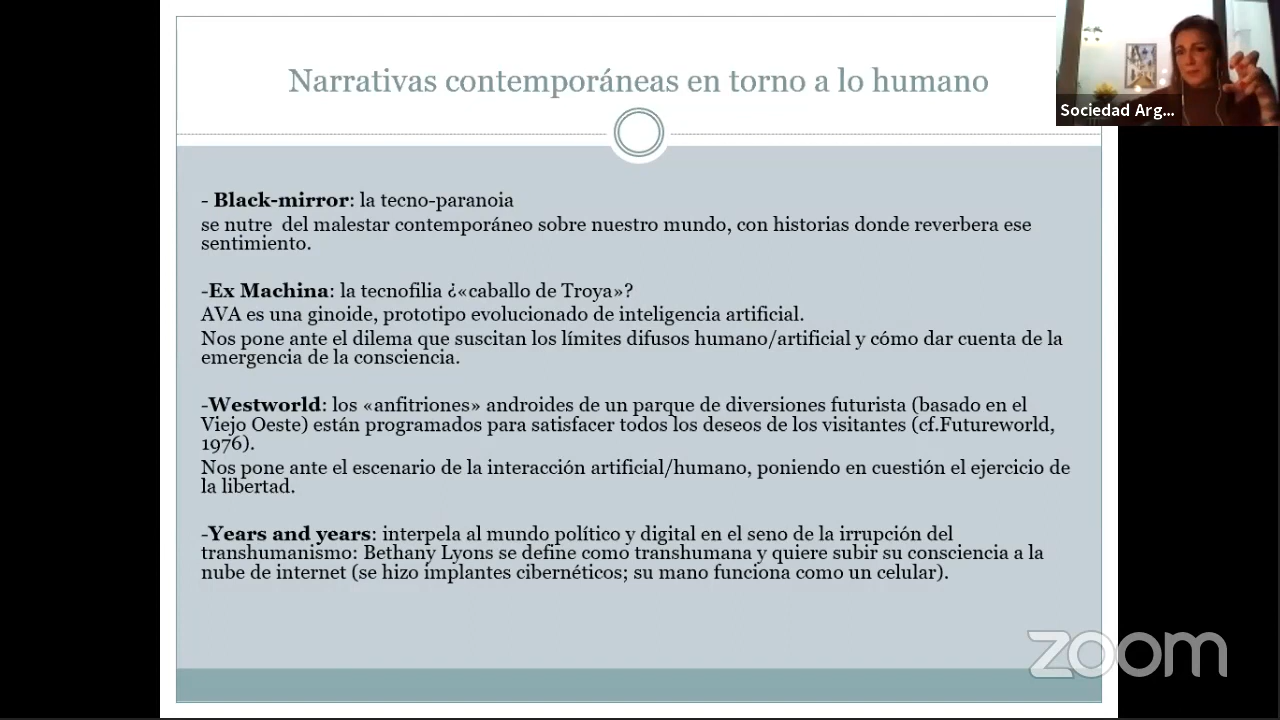 Narrativas contemporáneas en torno a lo humano
Sociedad Arg...
- Black-mirror: la tecno-paranoia
se nutre del malestar contemporáneo sobre nuestro mundo, con historias donde reverbera ese
sentimiento.
-Ex Machina: la tecnofilia ¿«caballo de Troya»?
AVA es una ginoide, prototipo evolucionado de inteligencia artificial.
Nos pone ante el dilema que suscitan los límites difusos humano/artificial y cómo dar cuenta de la
emergencia de la consciencia.
-Westworld: los «anfitriones» androides de un parque de diversiones futurista (basado en el
Viejo Oeste) están programados para satisfacer todos los deseos de los visitantes (cf.Futureworld,
1976).
Nos pone ante el escenario de la interacción artificial/humano, poniendo en cuestión el ejercicio de
la libertad.
-Years and years: interpela al mundo político y digital en el seno de la irrupción del
transhumanismo: Bethany Lyons se define como transhumana y quiere subir su consciencia a la
nube de internet (se hizo implantes cibernéticos; su mano funciona como un celular).
zoom